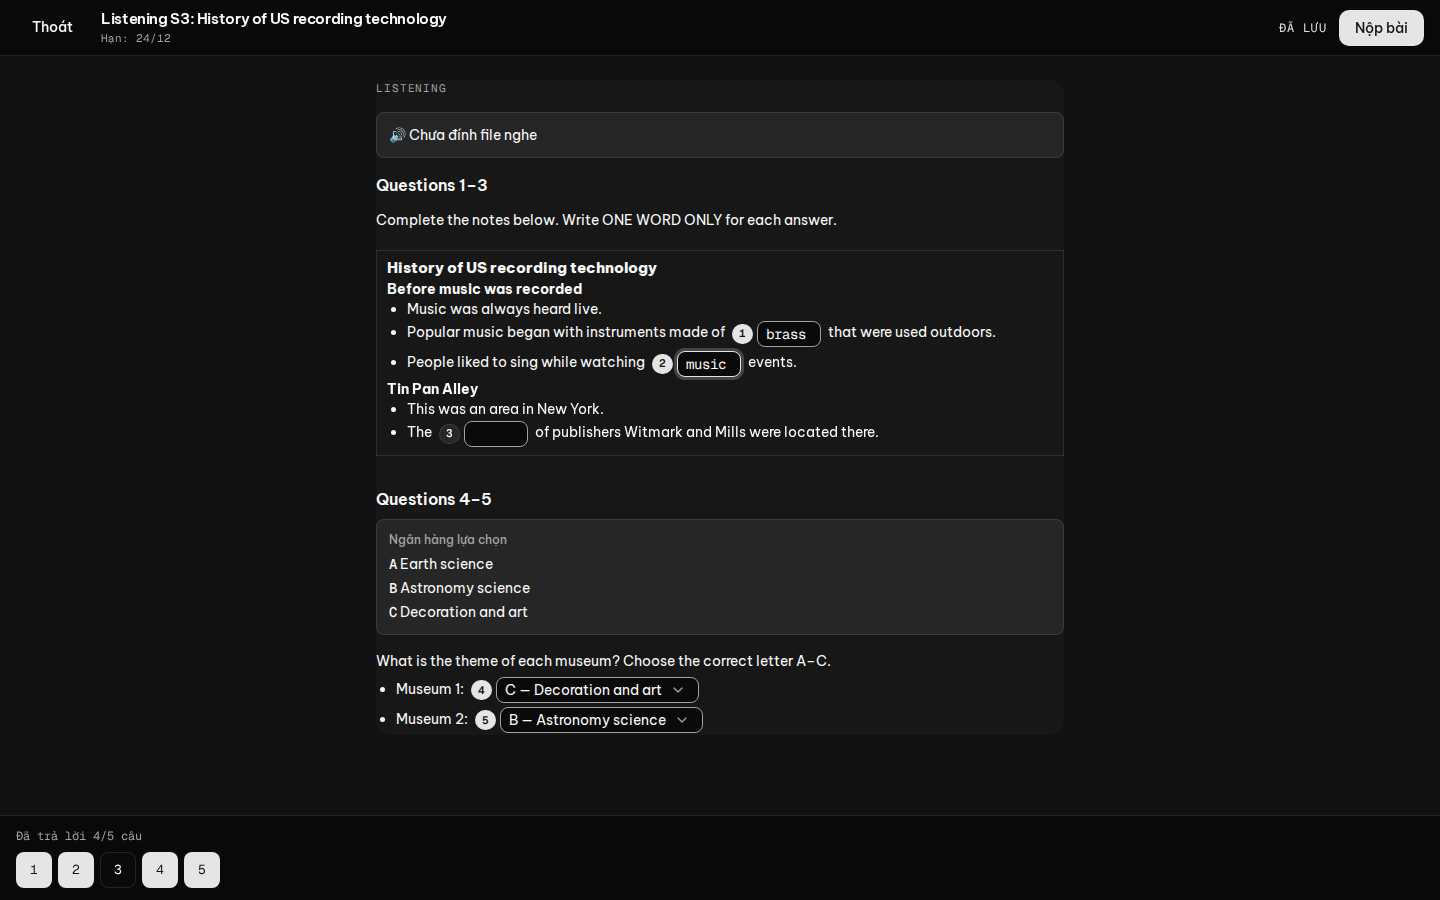 Thoát
Listening S3: History of US recording technology
Hạn: 24/12
ĐÃ LƯU
Nộp bài
LISTENING
🔊 Chưa đính file nghe
Questions 1–3
Complete the notes below. Write ONE WORD ONLY for each answer.
History of US recording technology
Before music was recorded
• Music was always heard live.
• Popular music began with instruments made of 1 brass that were used outdoors.
• People liked to sing while watching 2 music events.
Tin Pan Alley
• This was an area in New York.
• The 3 of publishers Witmark and Mills were located there.
Questions 4–5
Ngân hàng lựa chọn
A Earth science
B Astronomy science
C Decoration and art
What is the theme of each museum? Choose the correct letter A–C.
• Museum 1: 4 C — Decoration and art
• Museum 2: 5 B — Astronomy science
Đã trả lời 4/5 câu
1 2 3 4 5